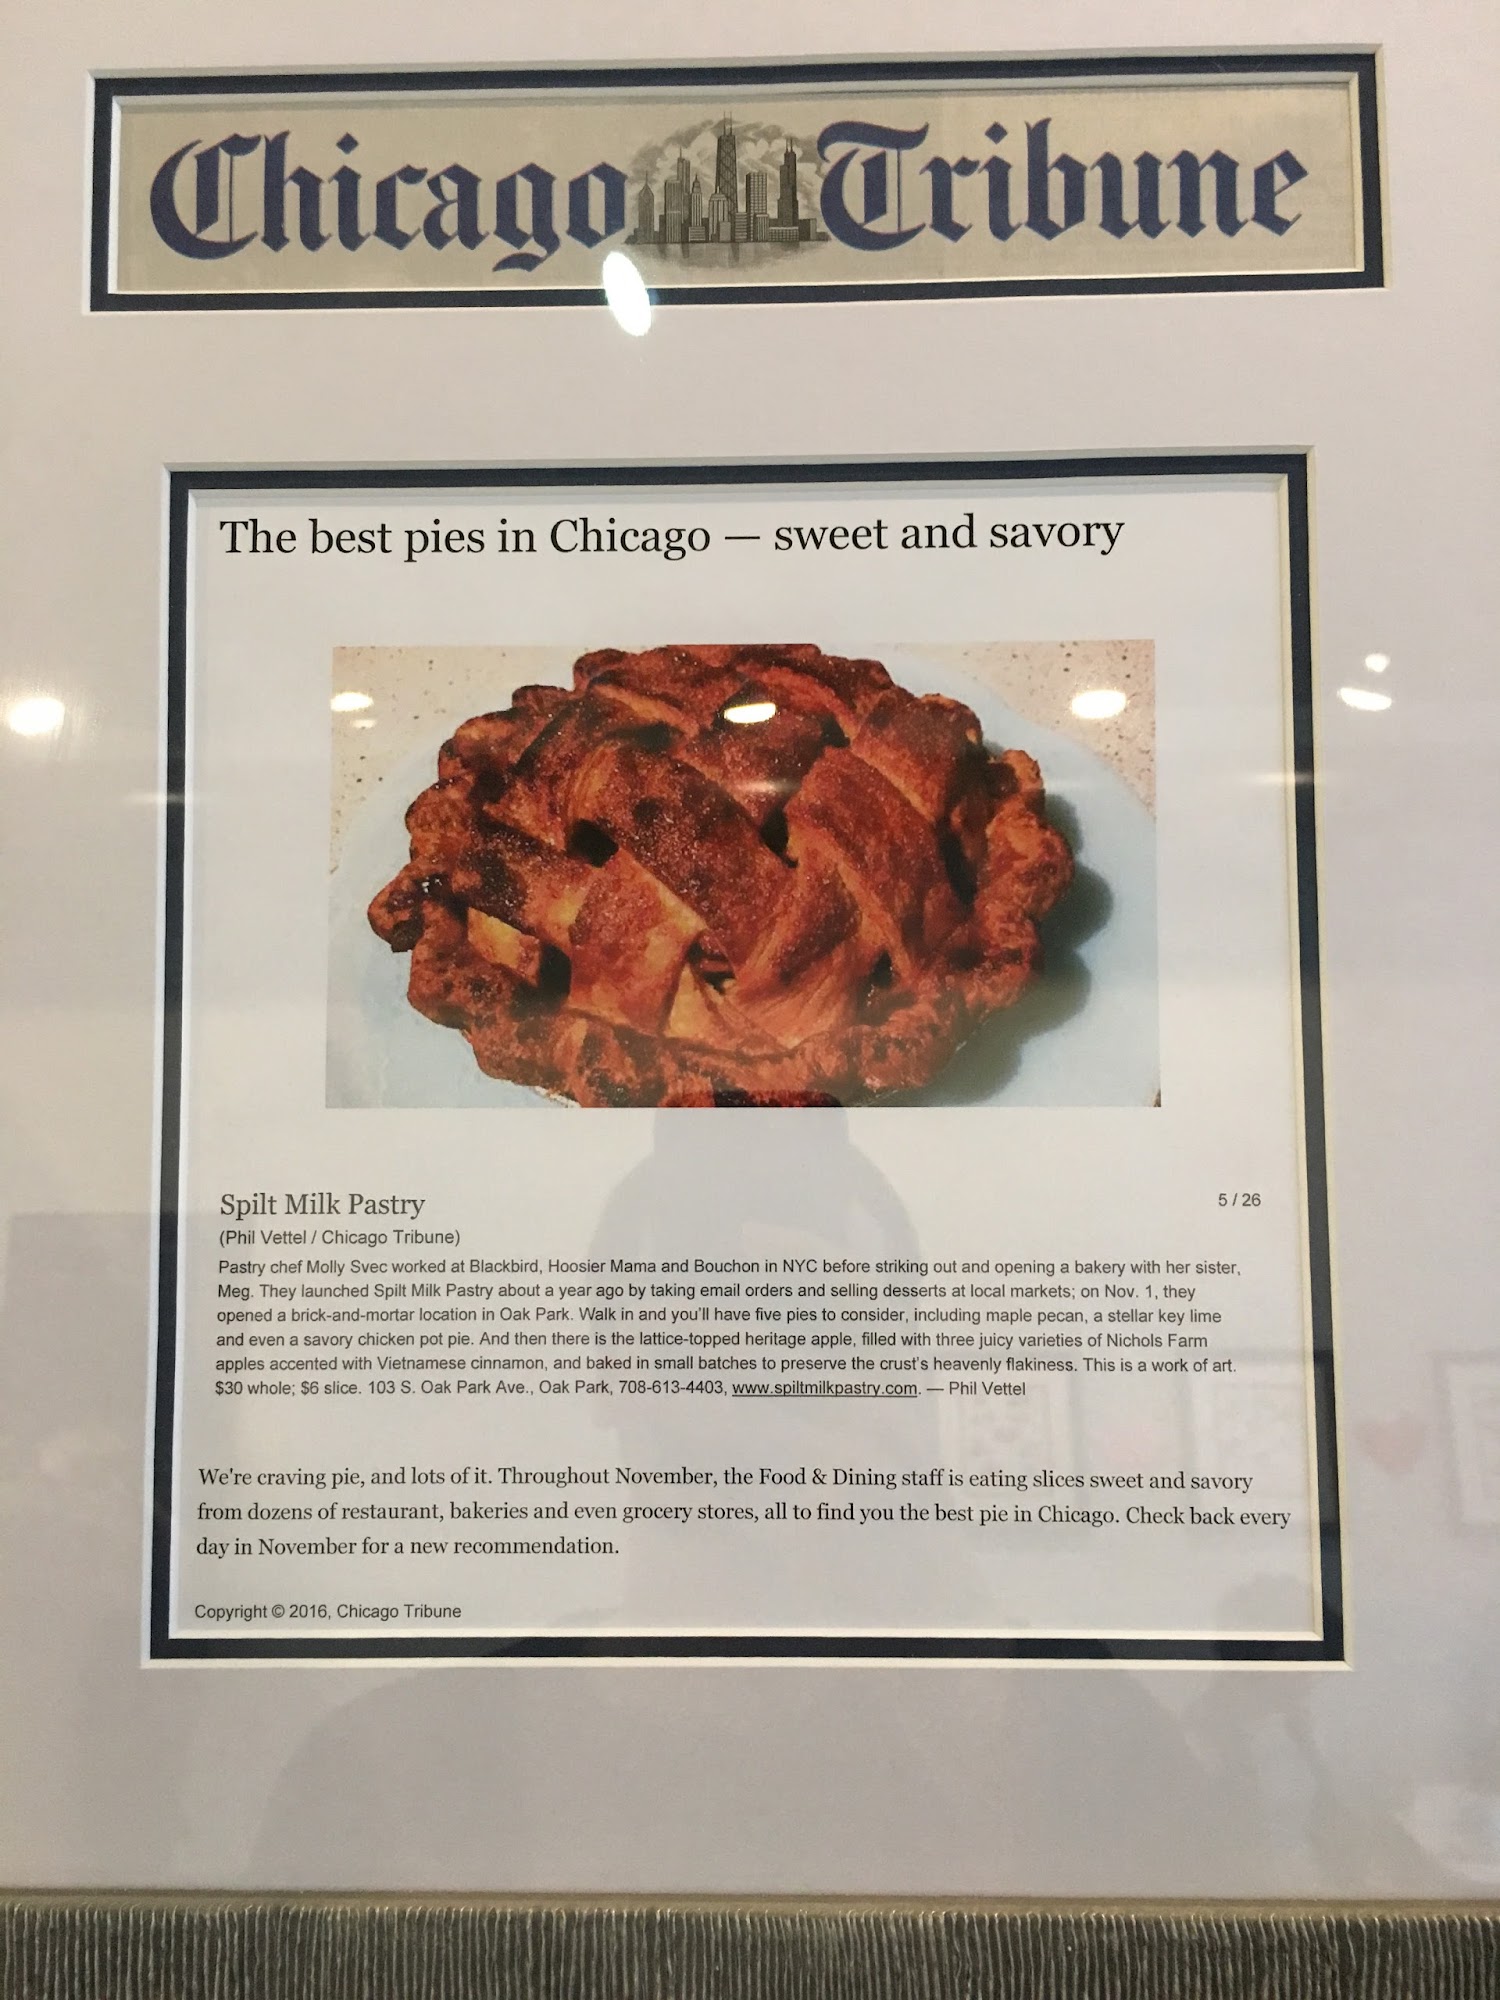 Chicago Tribune
The best pies in Chicago — sweet and savory
Spilt Milk Pastry
5 / 26
(Phil Vettel / Chicago Tribune)
Pastry chef Molly Svec worked at Blackbird, Hoosier Mama and Bouchon in NYC before striking out and opening a bakery with her sister,
Meg. They launched Spilt Milk Pastry about a year ago by taking email orders and selling desserts at local markets; on Nov. 1, they
opened a brick-and-mortar location in Oak Park. Walk in and you'll have five pies to consider, including maple pecan, a stellar key lime
and even a savory chicken pot pie. And then there is the lattice-topped heritage apple, filled with three juicy varieties of Nichols Farm
apples accented with Vietnamese cinnamon, and baked in small batches to preserve the crust's heavenly flakiness. This is a work of art.
$30 whole; $6 slice. 103 S. Oak Park Ave., Oak Park, 708-613-4403, www.spiltmilkpastry.com. — Phil Vettel
We're craving pie, and lots of it. Throughout November, the Food & Dining staff is eating slices sweet and savory
from dozens of restaurant, bakeries and even grocery stores, all to find you the best pie in Chicago. Check back every
day in November for a new recommendation.
Copyright © 2016, Chicago Tribune